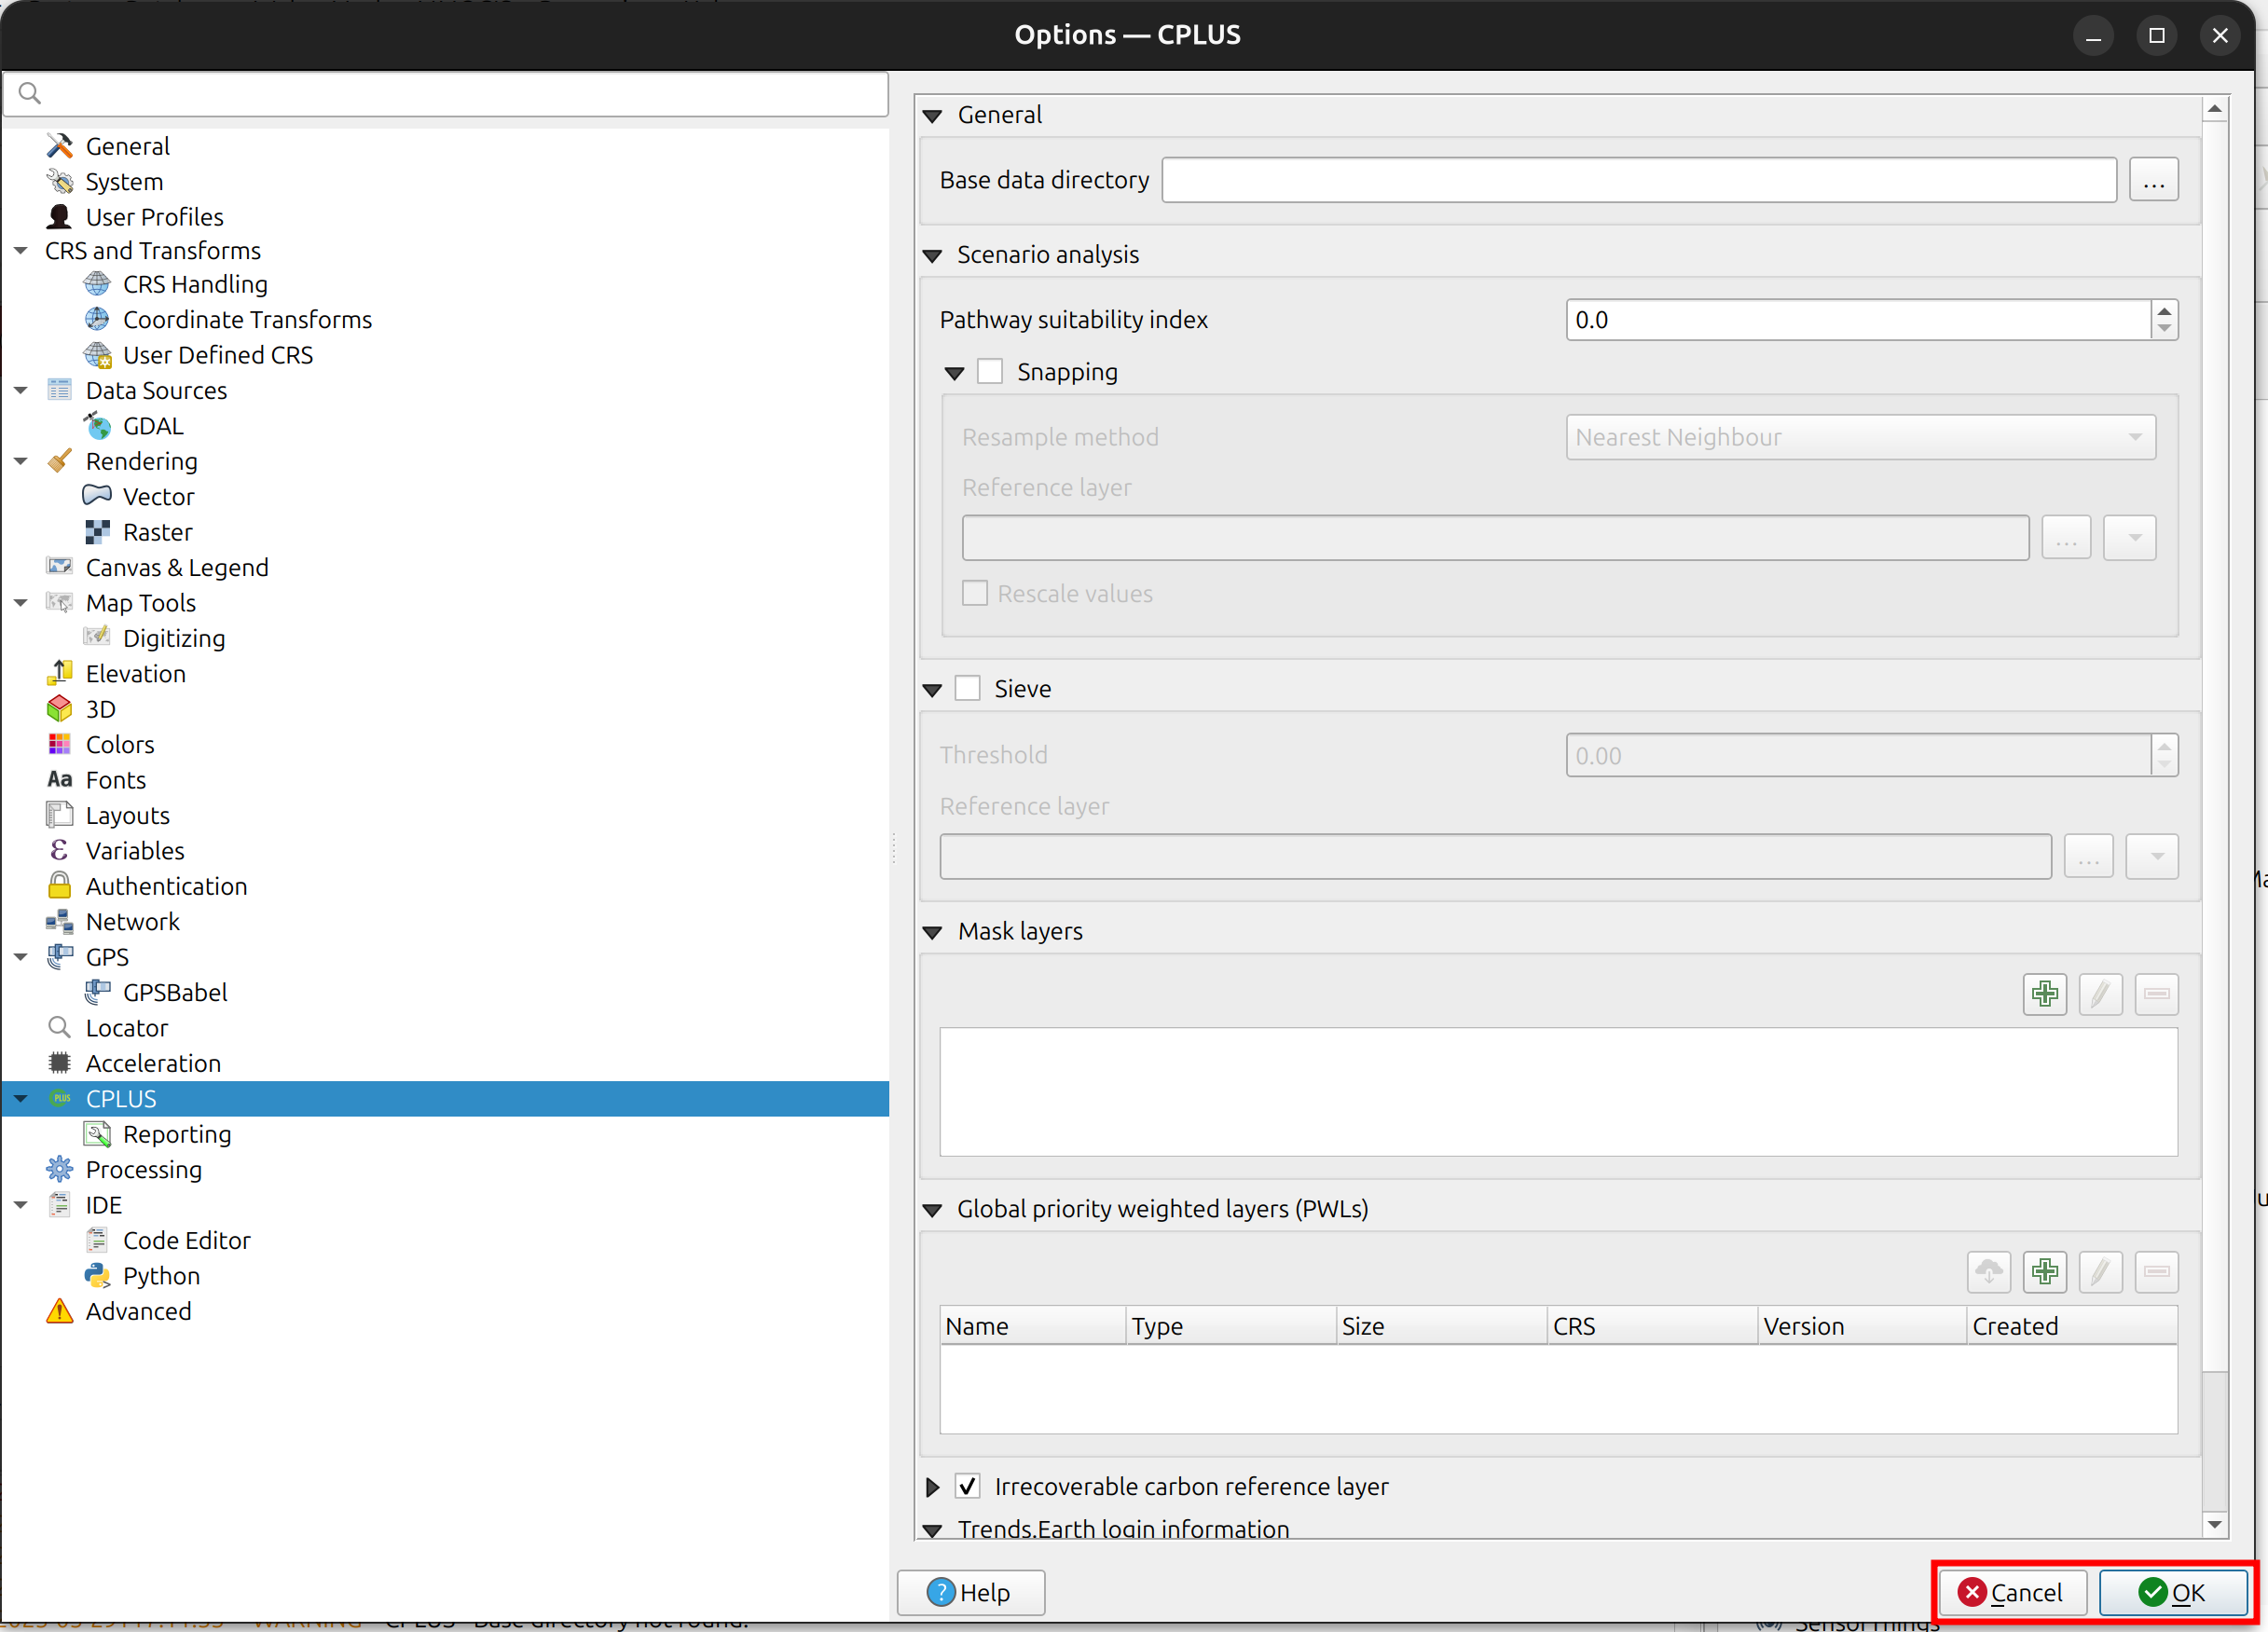 Options — CPLUS
General
System
User Profiles
CRS and Transforms
CRS Handling
Coordinate Transforms
User Defined CRS
Data Sources
GDAL
Rendering
Vector
Raster
Canvas & Legend
Map Tools
Digitizing
Elevation
3D
Colors
Aa Fonts
Layouts
ε Variables
Authentication
Network
GPS
GPSBabel
Locator
Acceleration
PLUS CPLUS
Reporting
Processing
IDE
Code Editor
Python
Advanced
General
Base data directory ...
Scenario analysis
Pathway suitability index 0.0
Snapping
Resample method Nearest Neighbour
Reference layer
...
Rescale values
Sieve
Threshold 0.00
Reference layer
...
Mask layers
Global priority weighted layers (PWLs)
Name Type Size CRS Version Created
Irrecoverable carbon reference layer
Trends.Earth login information
? Help
Cancel OK